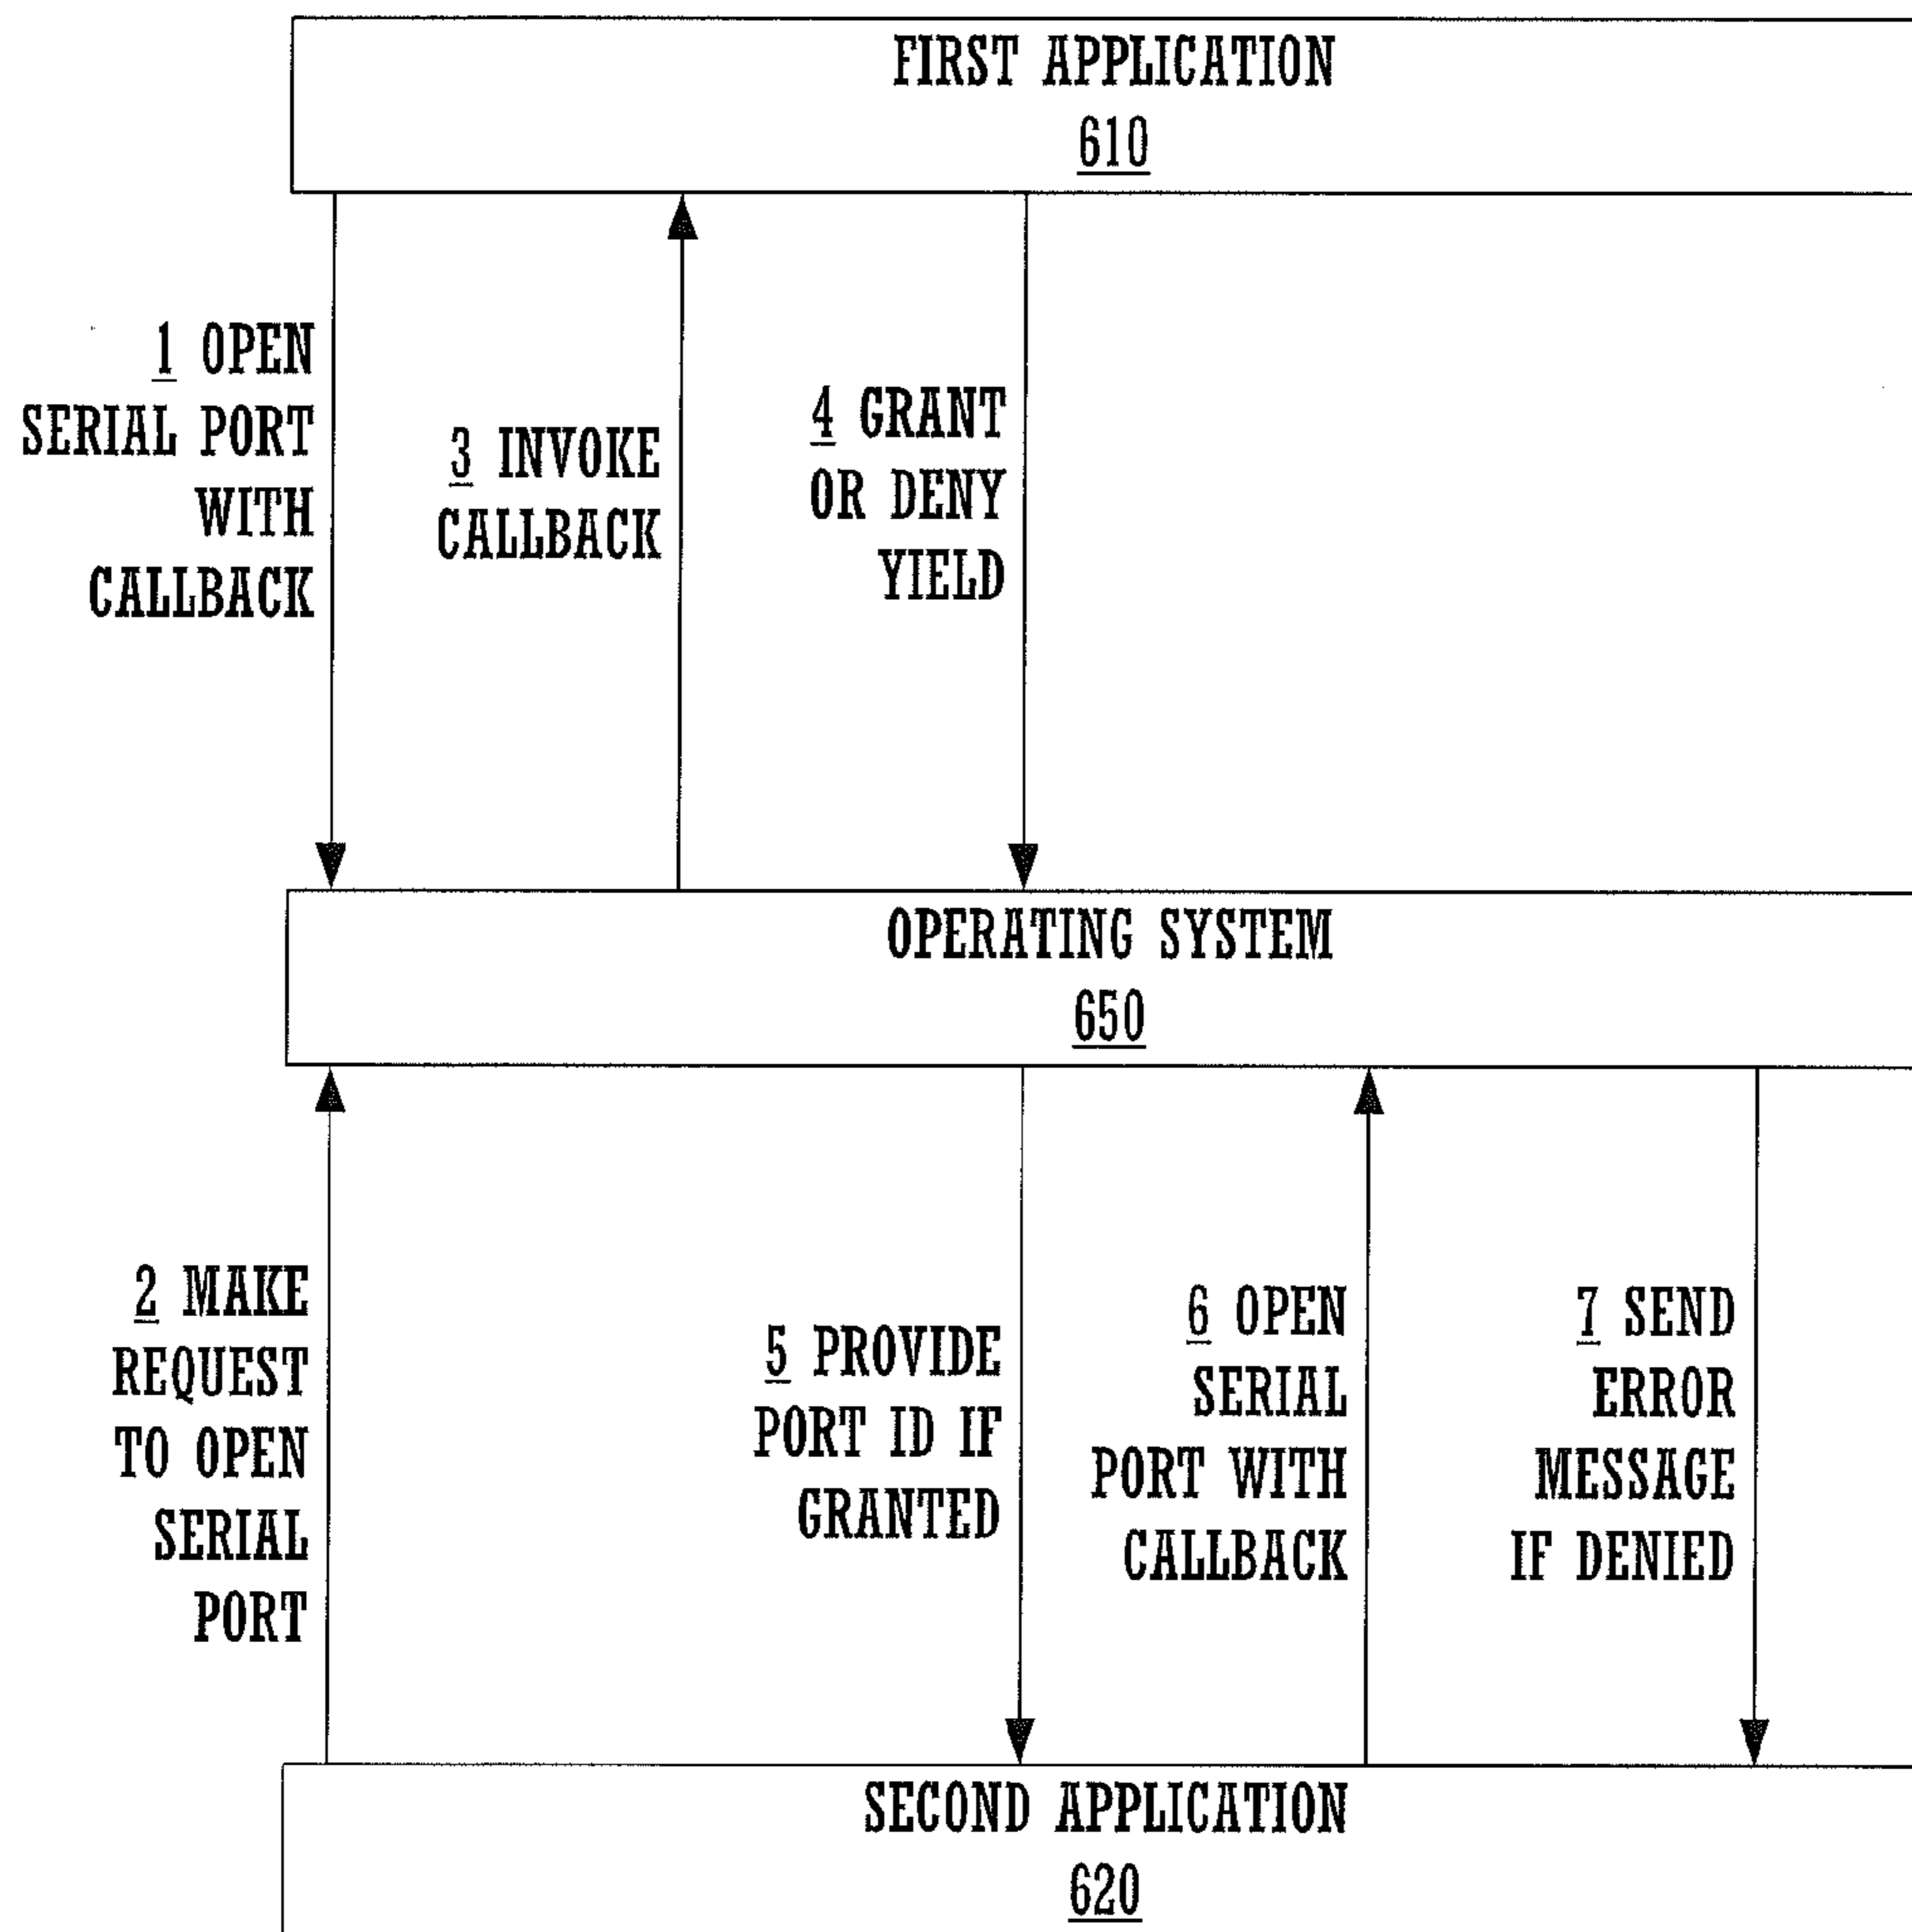 FIRST APPLICATION
610
1 OPEN
SERIAL PORT
WITH
CALLBACK
3 INVOKE
CALLBACK
4 GRANT
OR DENY
YIELD
OPERATING SYSTEM
650
2 MAKE
REQUEST
TO OPEN
SERIAL
PORT
5 PROVIDE
PORT ID IF
GRANTED
6 OPEN
SERIAL
PORT WITH
CALLBACK
7 SEND
ERROR
MESSAGE
IF DENIED
SECOND APPLICATION
620